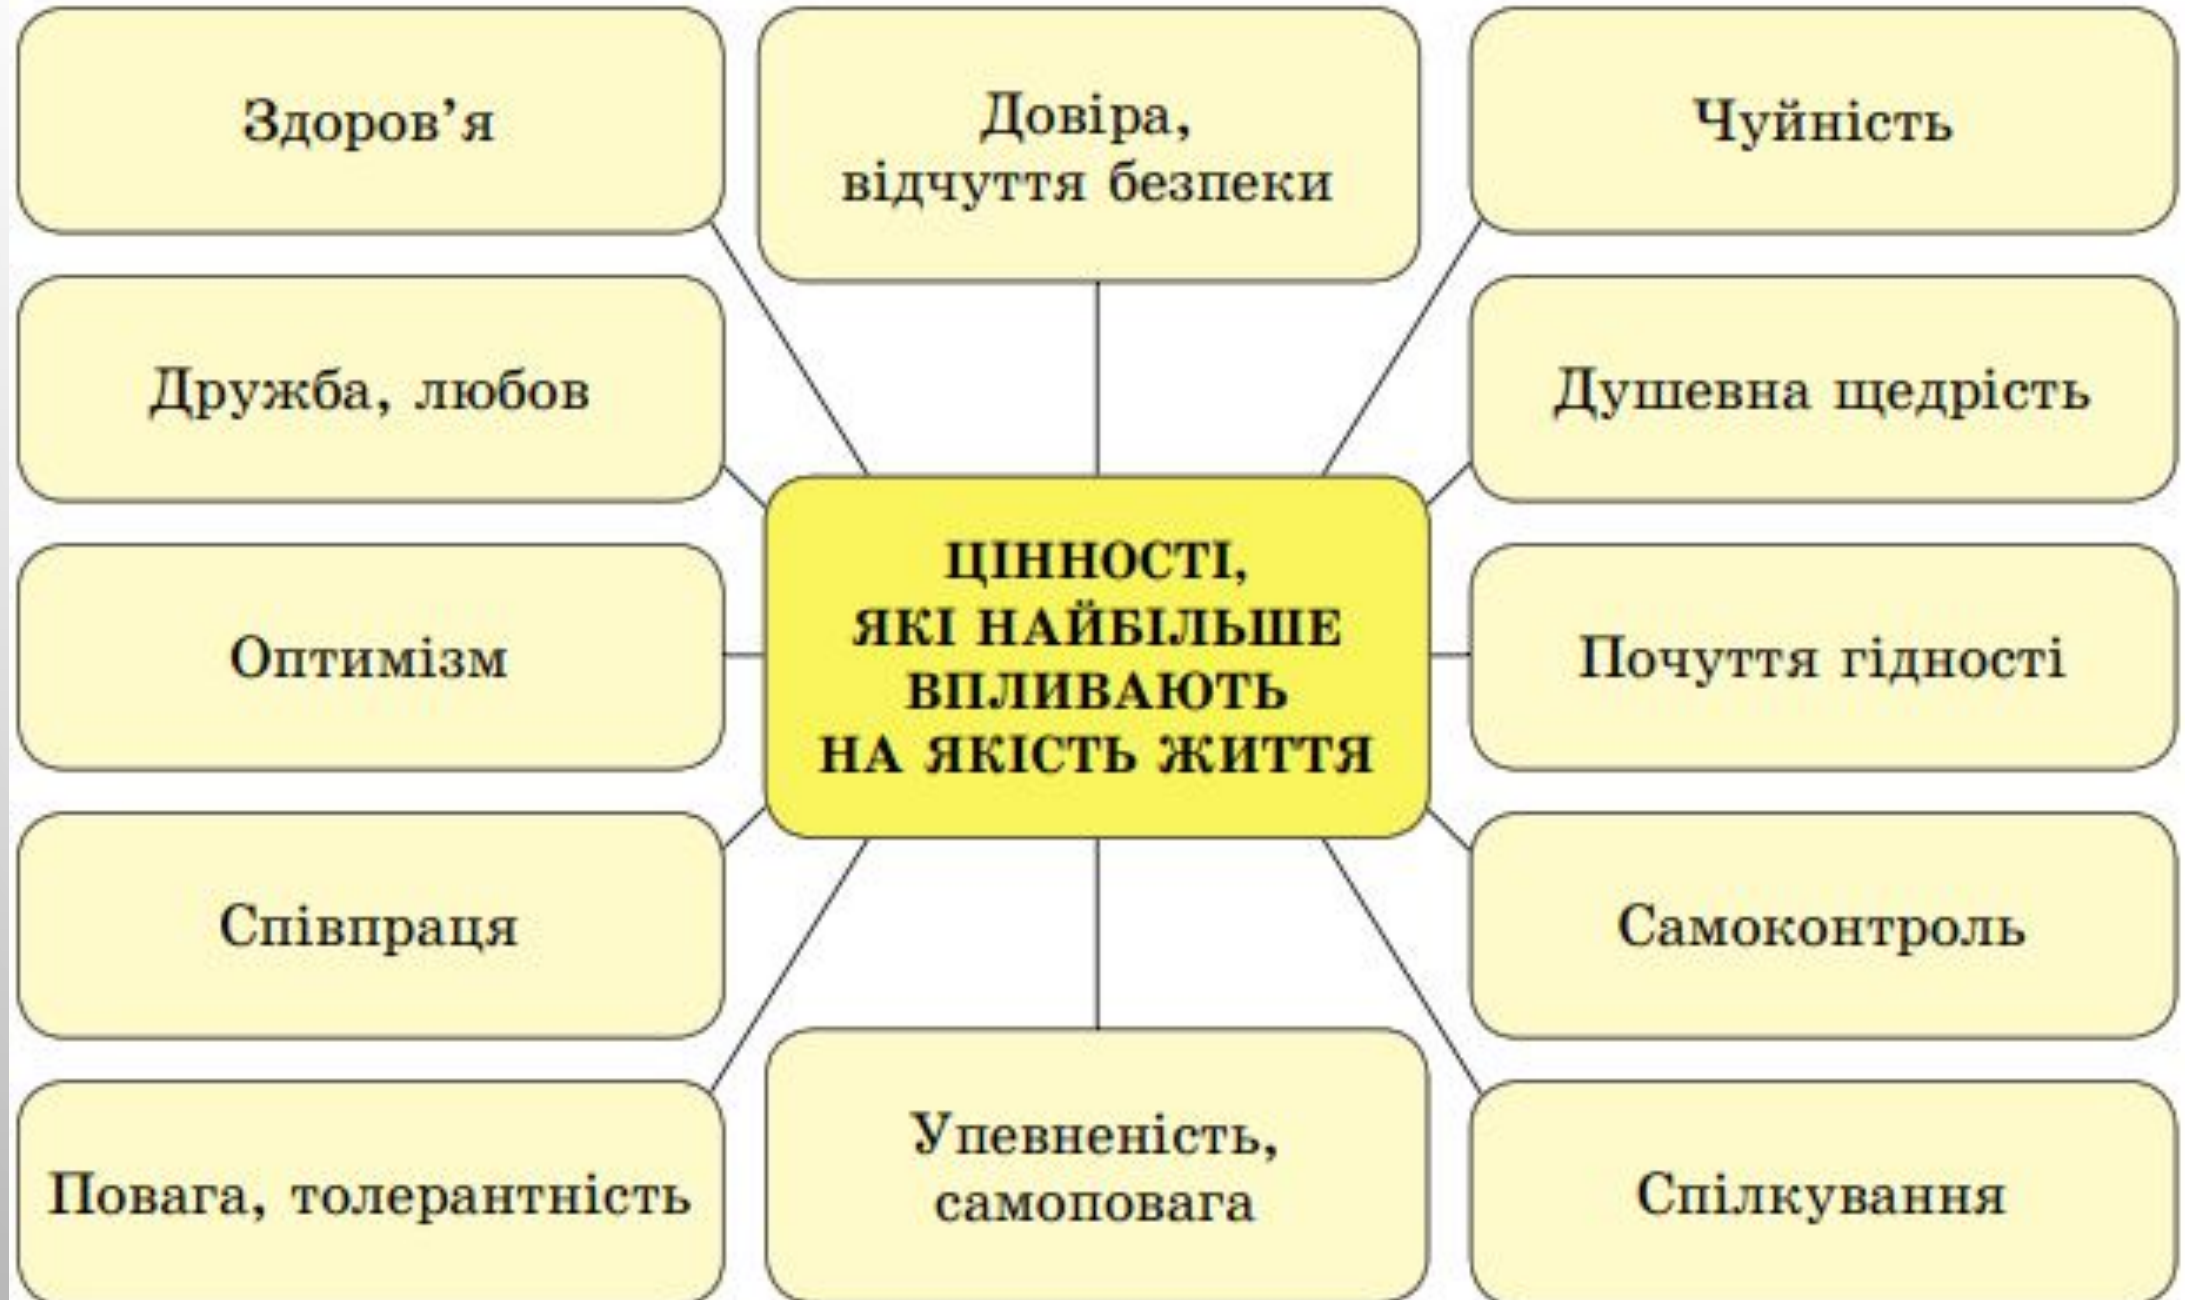 Здоров’я
Довіра,
відчуття безпеки
Чуйність
Дружба, любов
Душевна щедрість
ЦІННОСТІ,
ЯКІ НАЙБІЛЬШЕ
ВПЛИВАЮТЬ
НА ЯКІСТЬ ЖИТТЯ
Оптимізм
Почуття гідності
Співпраця
Самоконтроль
Повага, толерантність
Упевненість,
самоповага
Спілкування